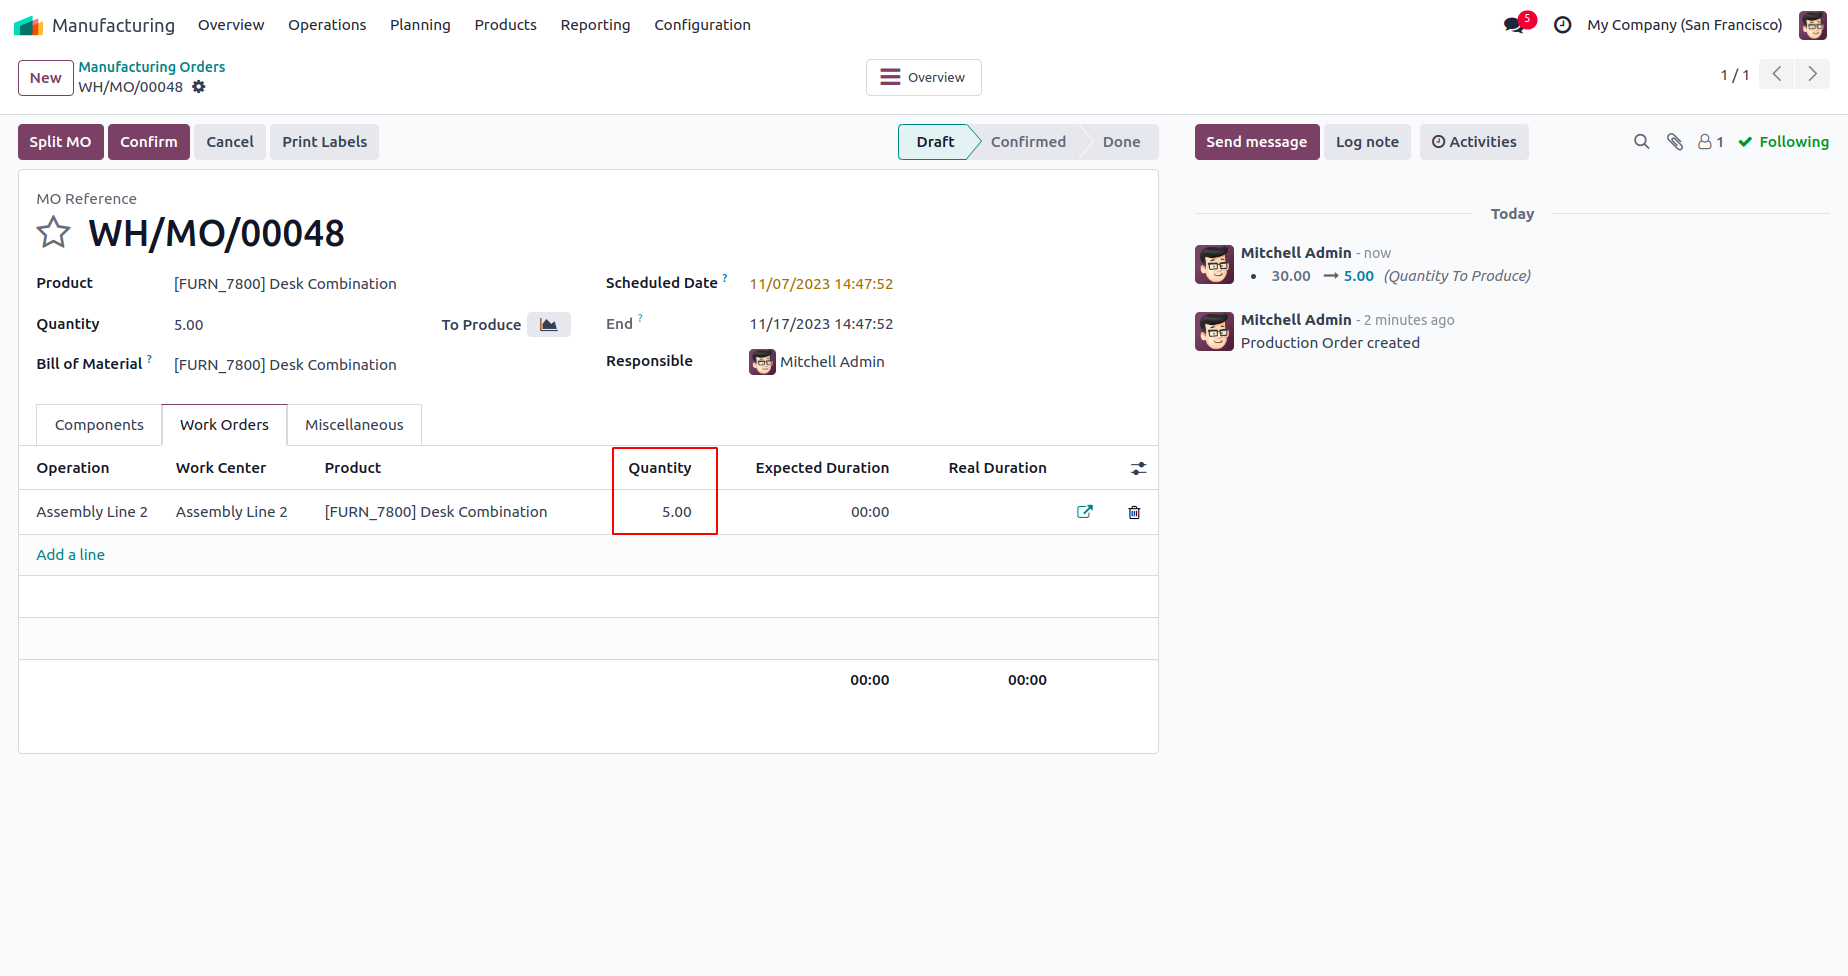 Manufacturing Overview Operations Planning Products Reporting Configuration 5 My Company (San Francisco)
New Manufacturing Orders
WH/MO/00048
Overview
1 / 1
Split MO Confirm Cancel Print Labels Draft Confirmed Done
MO Reference
WH/MO/00048
Product [FURN_7800] Desk Combination Scheduled Date ? 11/07/2023 14:47:52
Quantity 5.00 To Produce End ? 11/17/2023 14:47:52
Bill of Material ? [FURN_7800] Desk Combination Responsible Mitchell Admin
Components Work Orders Miscellaneous
Operation Work Center Product Quantity Expected Duration Real Duration
Assembly Line 2 Assembly Line 2 [FURN_7800] Desk Combination 5.00 00:00
Add a line
00:00 00:00
Send message Log note Activities 1 Following
Today
Mitchell Admin - now
• 30.00 → 5.00 (Quantity To Produce)
Mitchell Admin - 2 minutes ago
Production Order created